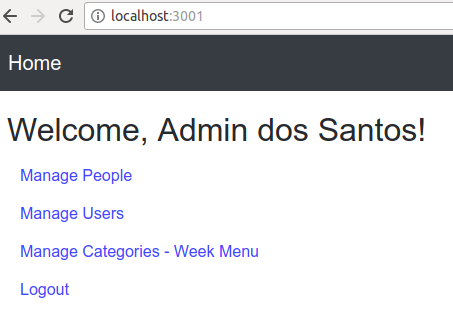 localhost:3001
Home
Welcome, Admin dos Santos!
Manage People
Manage Users
Manage Categories - Week Menu
Logout